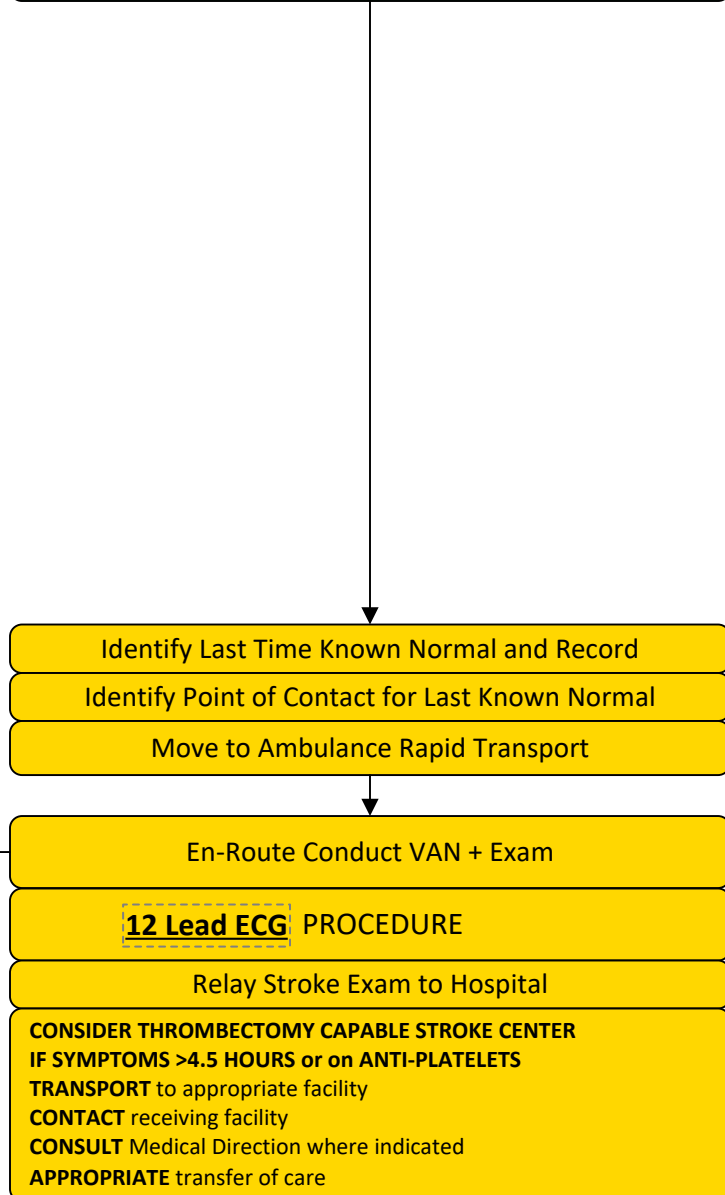 Identify Last Time Known Normal and Record
Identify Point of Contact for Last Known Normal
Move to Ambulance Rapid Transport
En-Route Conduct VAN + Exam
12 Lead ECG PROCEDURE
Relay Stroke Exam to Hospital
CONSIDER THROMBECTOMY CAPABLE STROKE CENTER
IF SYMPTOMS >4.5 HOURS or on ANTI-PLATELETS
TRANSPORT to appropriate facility
CONTACT receiving facility
CONSULT Medical Direction where indicated
APPROPRIATE transfer of care